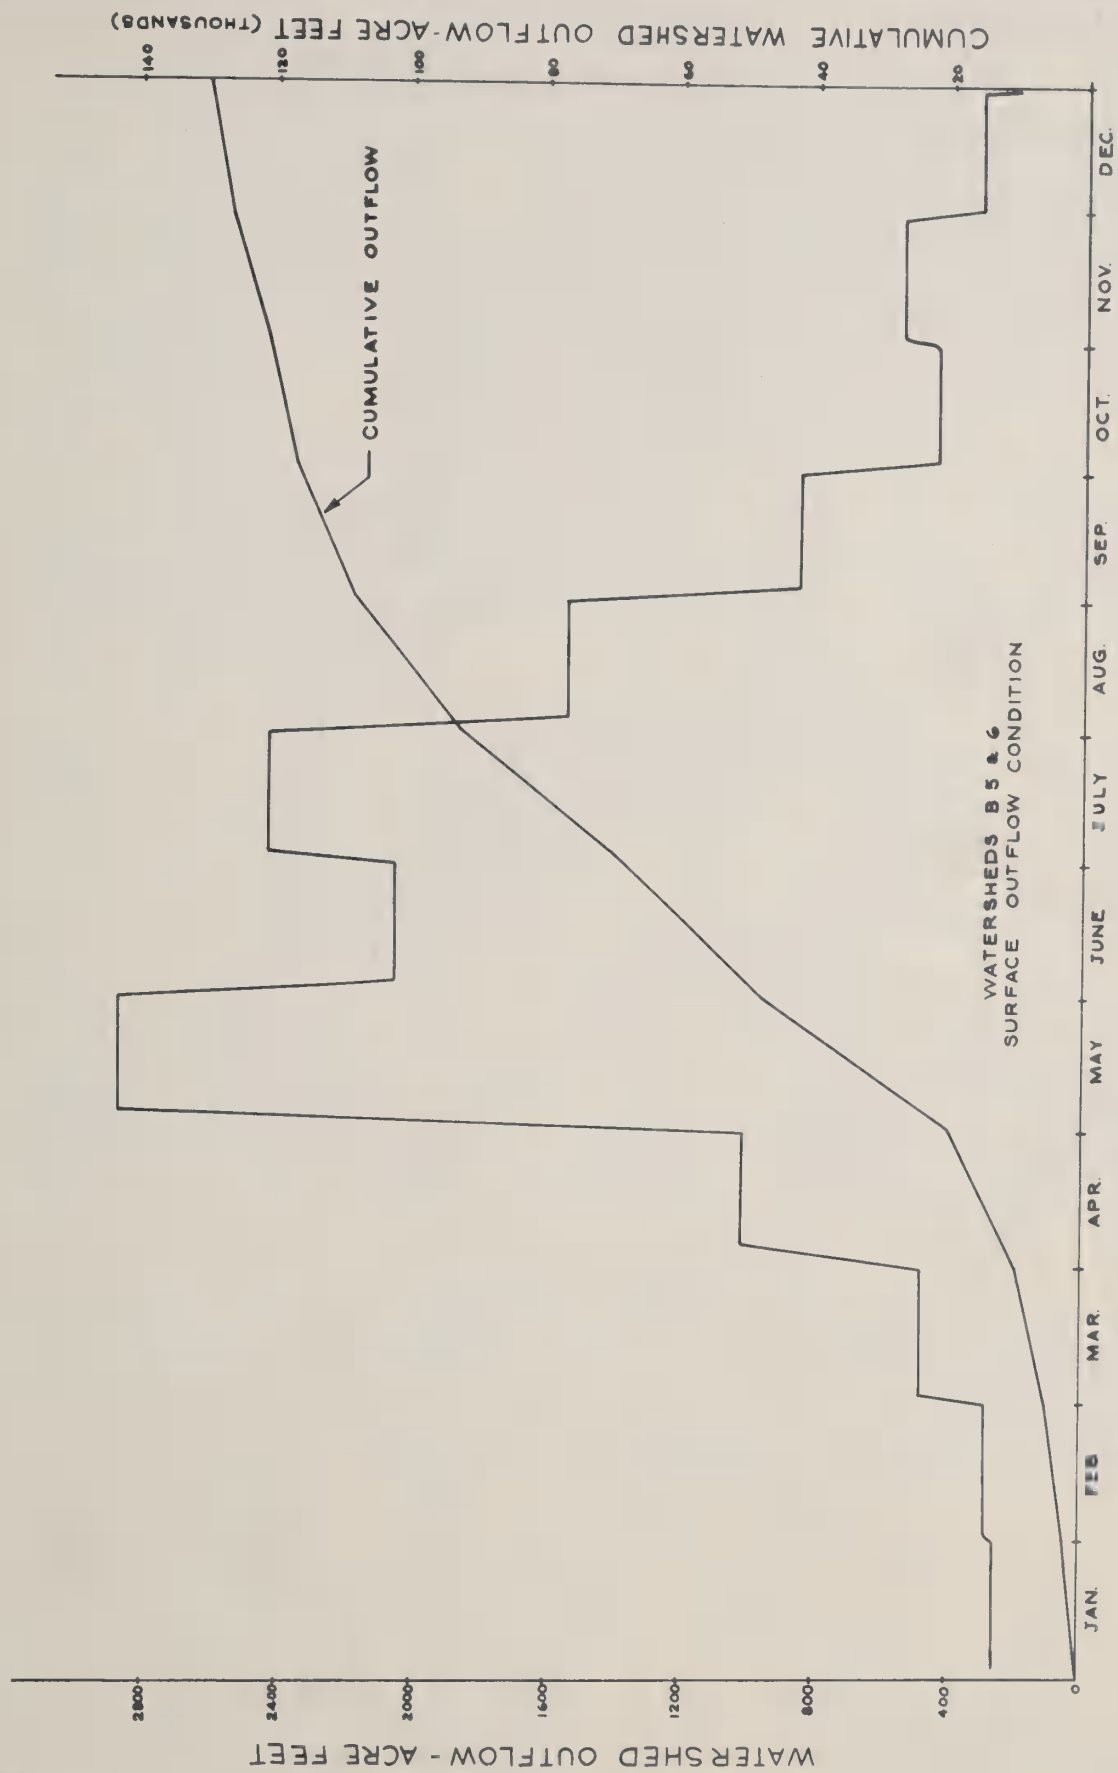 CUMULATIVE WATERSHED OUTFLOW-ACRE FEET (THOUSANDS)
140
120
100
80
60
40
20
CUMULATIVE OUTFLOW
WATERSHEDS B5 & 6
SURFACE OUTFLOW CONDITION
JAN.
FEB
MAR.
APR.
MAY
JUNE
JULY
AUG.
SEP.
OCT.
NOV.
DEC.
2800
2400
2000
1600
1200
800
400
0
WATERSHED OUTFLOW - ACRE FEET